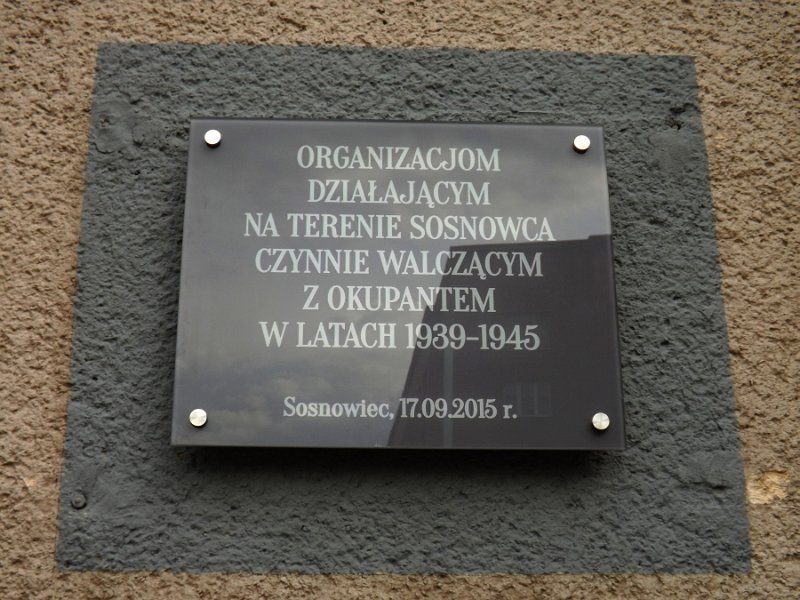 ORGANIZACJOM
DZIAŁAJĄCYM
NA TERENIE SOSNOWCA
CZYNNIE WALCZĄCYM
Z OKUPANTEM
W LATACH 1939-1945
Sosnowiec, 17.09.2015 r.